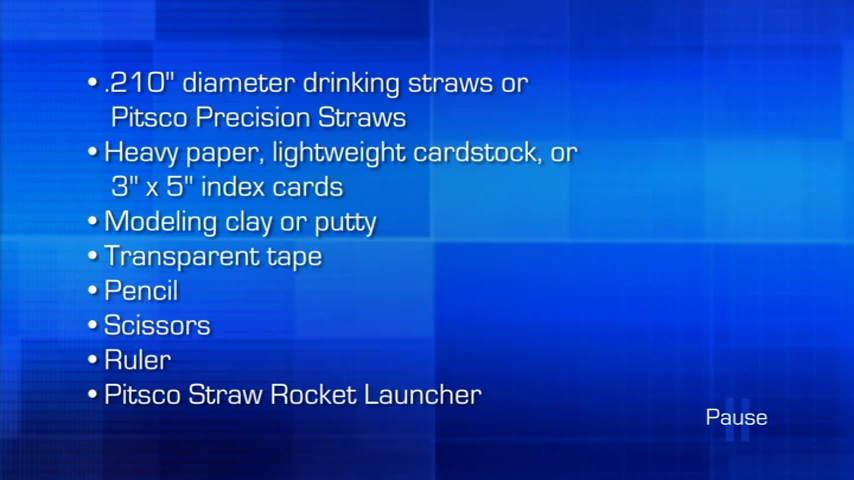 • .210" diameter drinking straws or
Pitsco Precision Straws
• Heavy paper, lightweight cardstock, or
3" x 5" index cards
• Modeling clay or putty
• Transparent tape
• Pencil
• Scissors
• Ruler
• Pitsco Straw Rocket Launcher
Pause